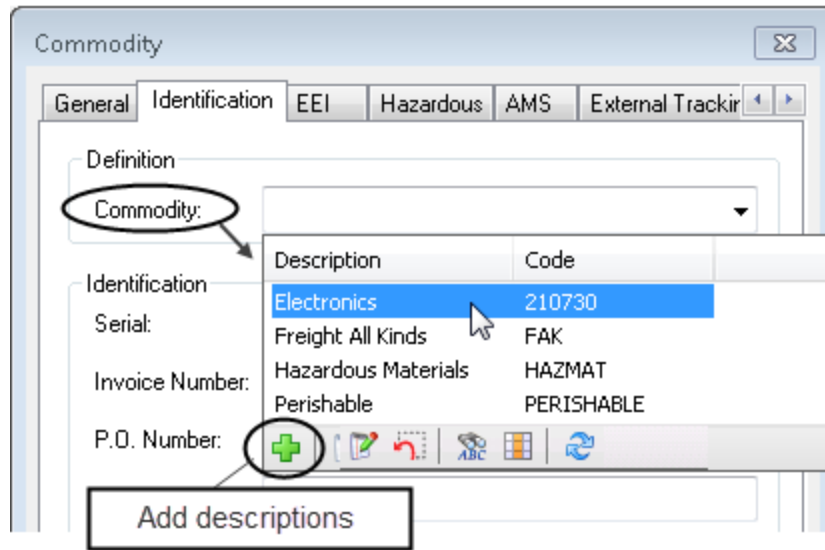 Commodity
General Identification EEI Hazardous AMS External Trackin
Definition
Commodity:
Description Code
Identification
Electronics 210730
Serial:
Freight All Kinds FAK
Hazardous Materials HAZMAT
Invoice Number:
Perishable PERISHABLE
P.O. Number:
ABC
Add descriptions